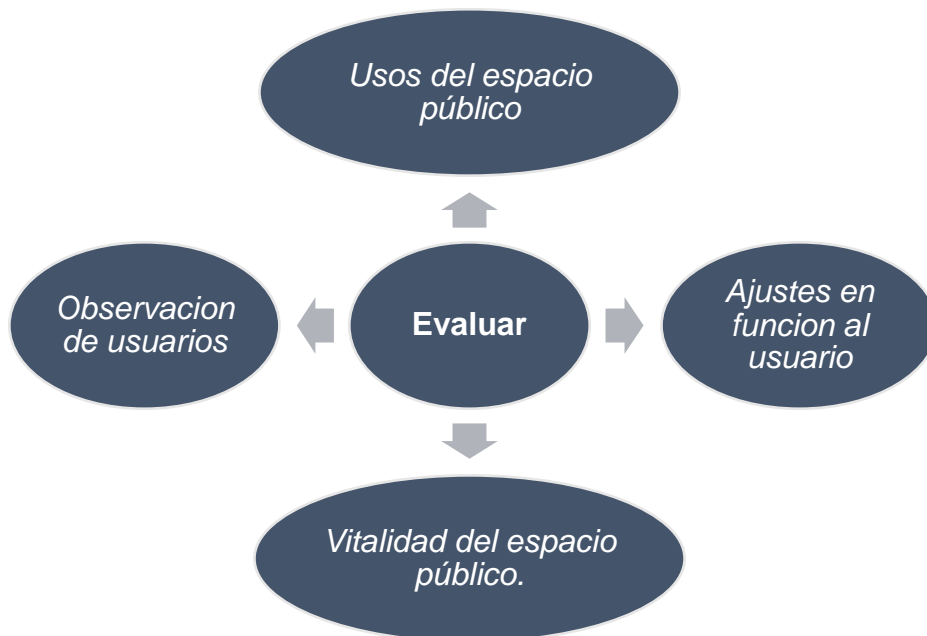 Usos del espacio
público
Observacion
de usuarios
Evaluar
Ajustes en
funcion al
usuario
Vitalidad del espacio
público.